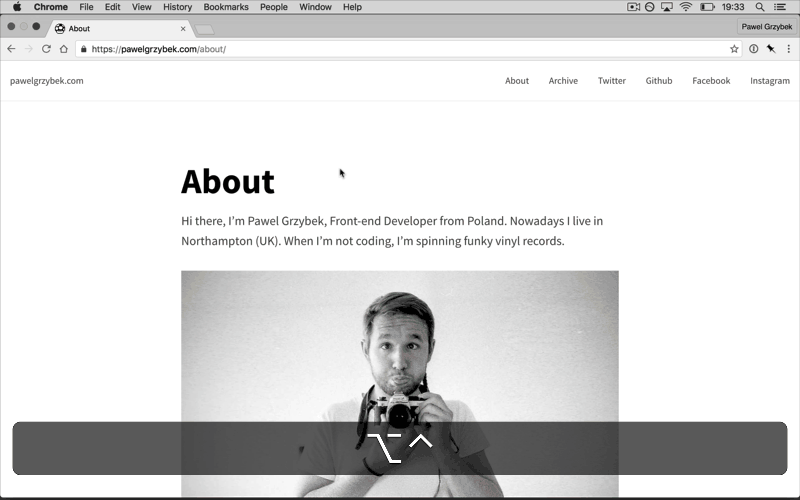 Chrome File Edit View History Bookmarks People Window Help 19:33
About
Pawel Grzybek
https://pawelgrzybek.com/about/
pawelgrzybek.com About Archive Twitter Github Facebook Instagram
About
Hi there, I'm Pawel Grzybek, Front-end Developer from Poland. Nowadays I live in
Northampton (UK). When I'm not coding, I'm spinning funky vinyl records.
⌥⌃